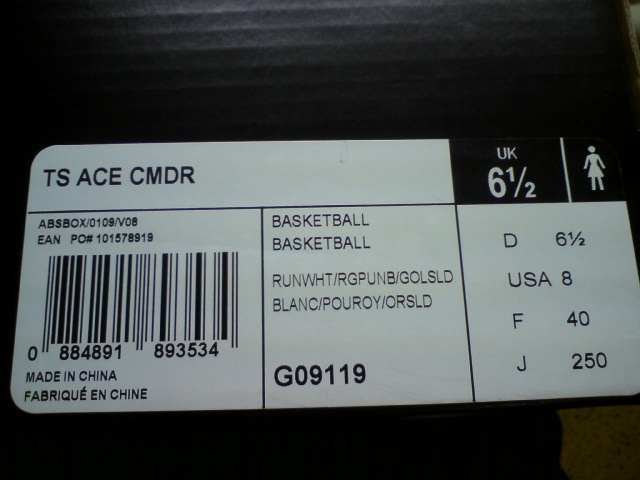 TS ACE CMDR
UK
6½
ABSBOX/0109/V08
EAN PO# 101578919
0 884891 893534
MADE IN CHINA
FABRIQUÉ EN CHINE
BASKETBALL
BASKETBALL
RUNWHT/RGPUNB/GOLSLD
BLANC/POUROY/ORSLD
G09119
D 6½
USA 8
F 40
J 250